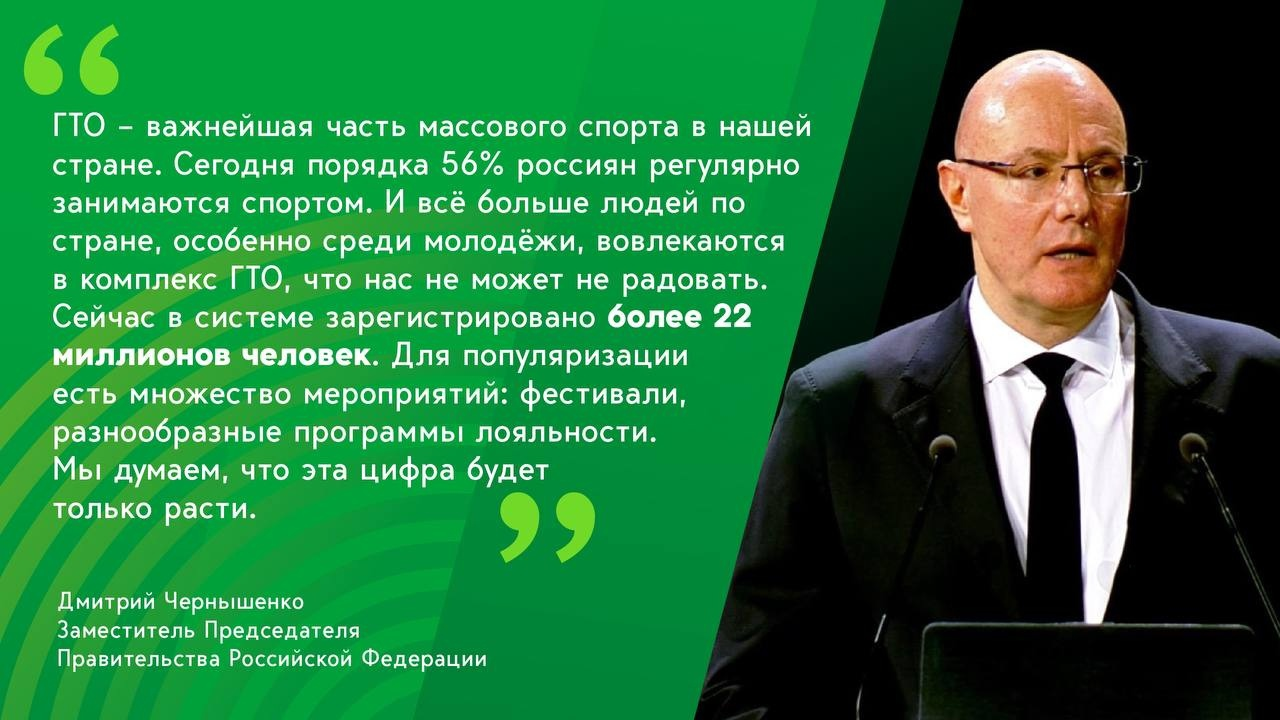 “
ГТО – важнейшая часть массового спорта в нашей
стране. Сегодня порядка 56% россиян регулярно
занимаются спортом. И всё больше людей по
стране, особенно среди молодёжи, вовлекаются
в комплекс ГТО, что нас не может не радовать.
Сейчас в системе зарегистрировано более 22
миллионов человек. Для популяризации
есть множество мероприятий: фестивали,
разнообразные программы лояльности.
Мы думаем, что эта цифра будет
только расти.
”
Дмитрий Чернышенко
Заместитель Председателя
Правительства Российской Федерации